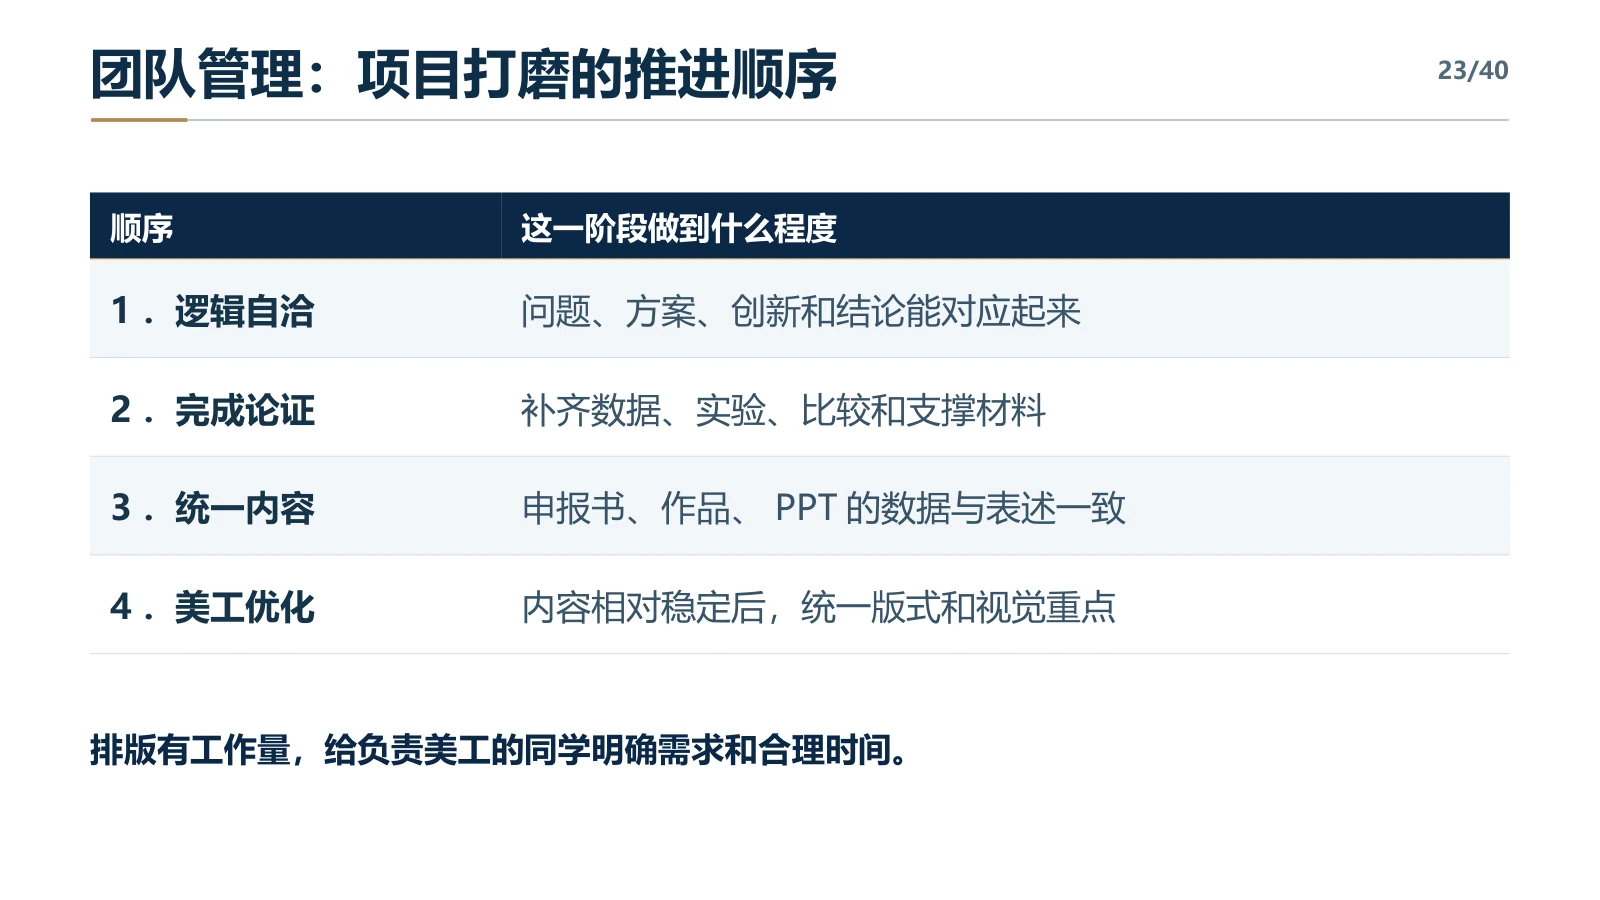 团队管理：项目打磨的推进顺序
23/40
顺序
这一阶段做到什么程度
1．逻辑自洽
问题、方案、创新和结论能对应起来
2．完成论证
补齐数据、实验、比较和支撑材料
3．统一内容
申报书、作品、 PPT 的数据与表述一致
4．美工优化
内容相对稳定后，统一版式和视觉重点
排版有工作量，给负责美工的同学明确需求和合理时间。